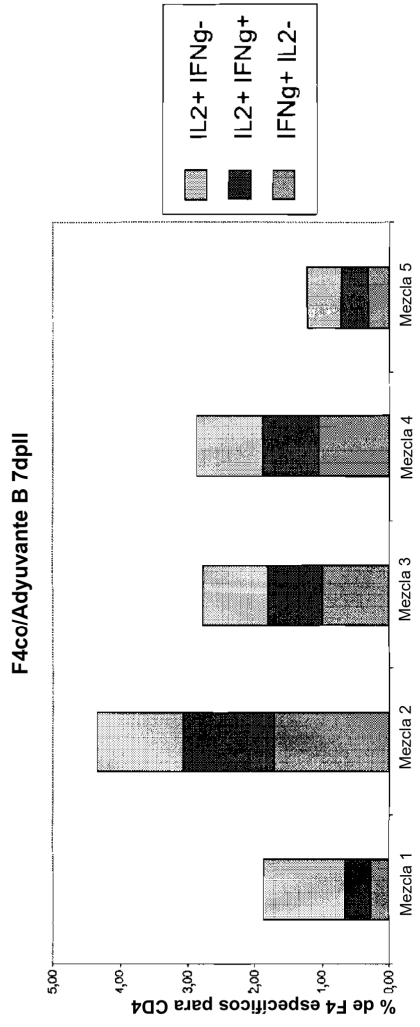 F4co/Adyuvante B 7dpII
% de F4 específicos para CD4
5,00
4,00
3,00
2,00
1,00
0,00
Mezcla 1
Mezcla 2
Mezcla 3
Mezcla 4
Mezcla 5
IL2+ IFNg-
IL2+ IFNg+
IFNg+ IL2-